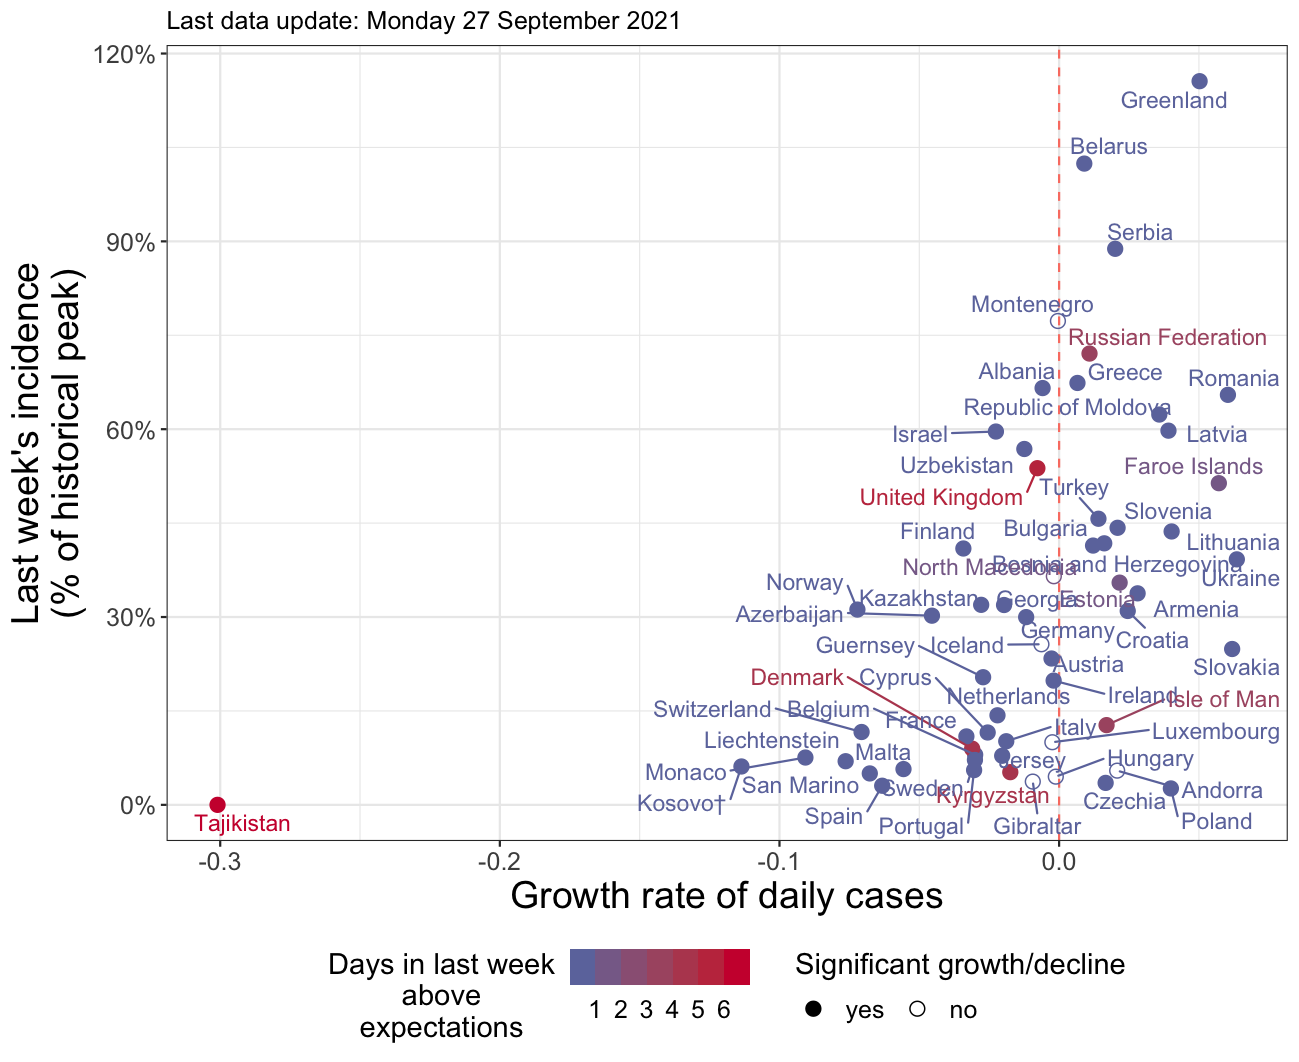 Last data update: Monday 27 September 2021
Last week's incidence
(% of historical peak)
120%
90%
60%
30%
0%
Greenland
Belarus
Serbia
Montenegro
Russian Federation
Albania
Greece
Romania
Republic of Moldova
Israel
Latvia
Uzbekistan
Faroe Islands
United Kingdom
Turkey
Slovenia
Finland
Bulgaria
Lithuania
North Macedonia
Bosnia and Herzegovina
Ukraine
Norway
Kazakhstan
Georgia
Estonia
Azerbaijan
Armenia
Germany
Croatia
Guernsey
Iceland
Austria
Slovakia
Denmark
Cyprus
Netherlands
Ireland
Isle of Man
Switzerland
Belgium
France
Italy
Luxembourg
Liechtenstein
Malta
Jersey
Hungary
Monaco
San Marino
Sweden
Kyrgyzstan
Czechia
Andorra
Kosovo†
Spain
Portugal
Gibraltar
Poland
Tajikistan
-0.3
-0.2
-0.1
0.0
Growth rate of daily cases
Days in last week
above
expectations
1 2 3 4 5 6
Significant growth/decline
yes
no